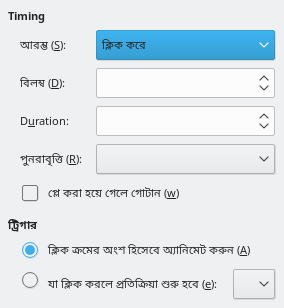 Timing
আরম্ভ (S):
ক্লিক করে
বিলম্ব (D):
Duration:
পুনরাবৃত্তি (R):
প্লে করা হয়ে গেলে গোটান (w)
ট্রিগার
ক্লিক ক্রমের অংশ হিসেবে অ্যানিমেট করুন (A)
যা ক্লিক করলে প্রতিক্রিয়া শুরু হবে (e):